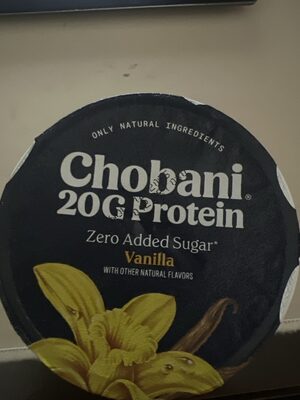 ONLY NATURAL INGREDIENTS
Chobani®
20G Protein
Zero Added Sugar*
Vanilla
WITH OTHER NATURAL FLAVORS